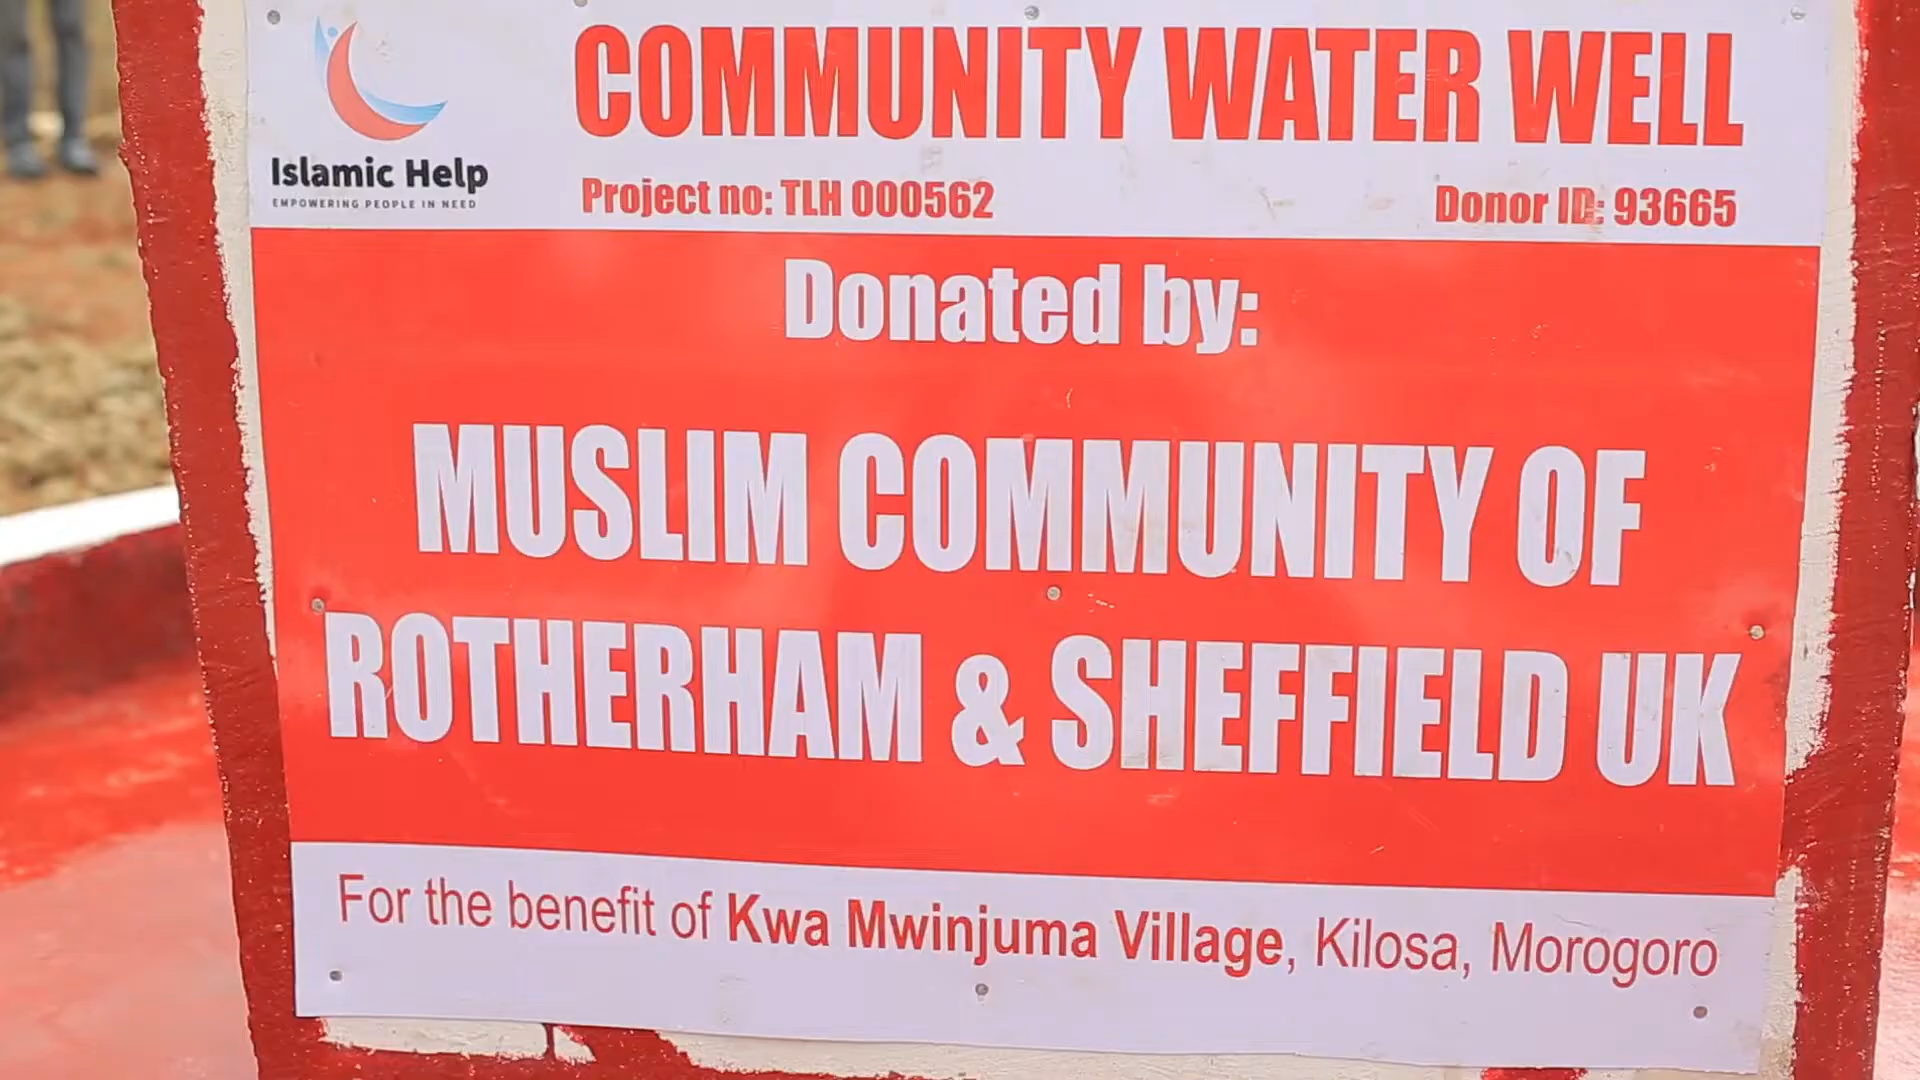 Islamic Help
EMPOWERING PEOPLE IN NEED
COMMUNITY WATER WELL
Project no: TLH 000562
Donor ID: 93665
Donated by:
MUSLIM COMMUNITY OF
ROTHERHAM & SHEFFIELD UK
For the benefit of Kwa Mwinjuma Village, Kilosa, Morogoro